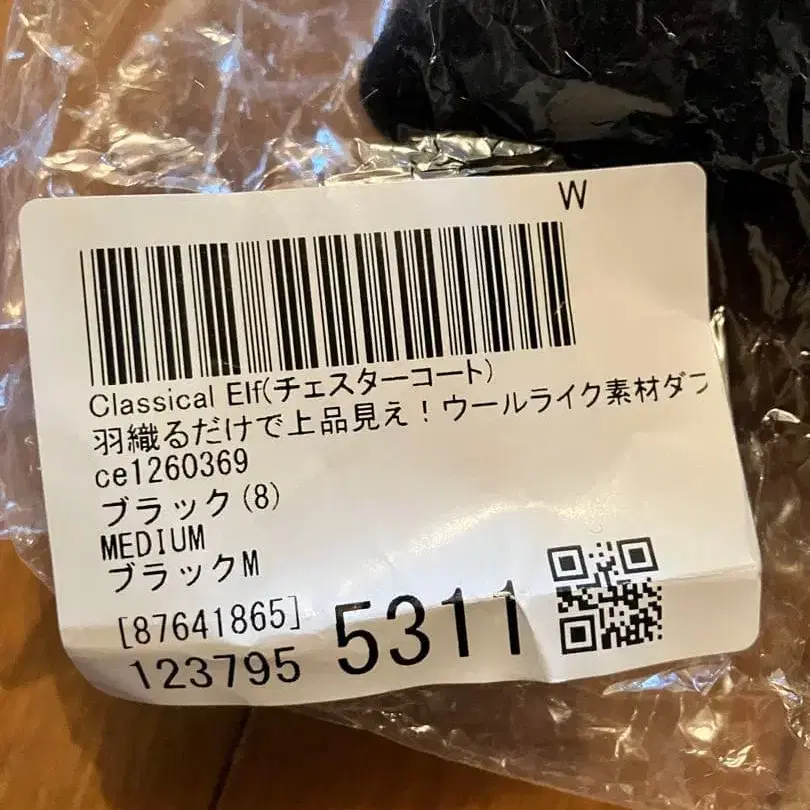 W
Classical Elf(チェスターコート)
羽織るだけで上品見え！ウールライク素材ダブ
ce1260369
ブラック(8)
MEDIUM
ブラックM
[87641865]
123795 5311